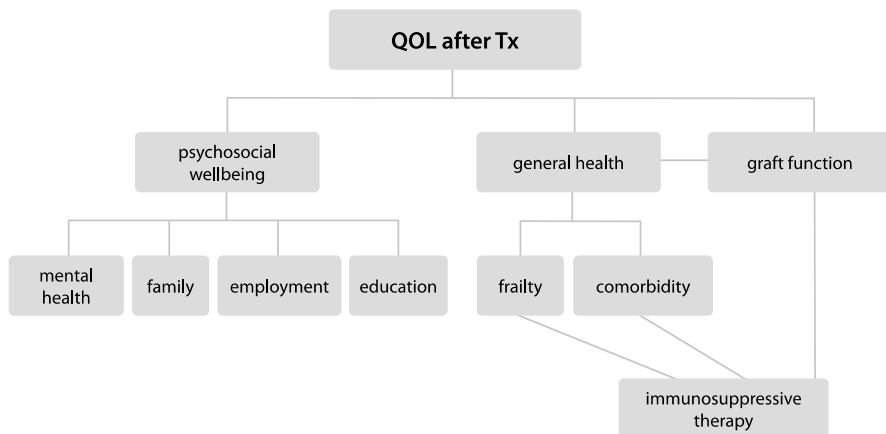 QOL after Tx
psychosocial
wellbeing
general health
graft function
mental
health
family
employment
education
frailty
comorbidity
immunosuppressive
therapy